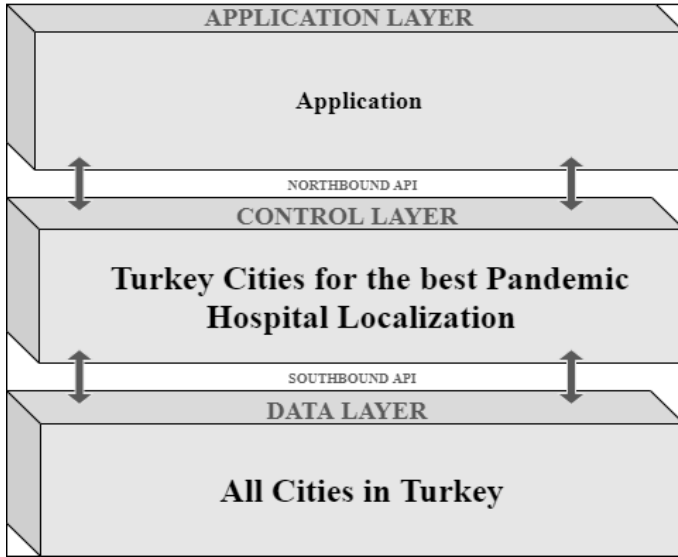 APPLICATION LAYER
Application
NORTHBOUND API
CONTROL LAYER
Turkey Cities for the best Pandemic
Hospital Localization
SOUTHBOUND API
DATA LAYER
All Cities in Turkey